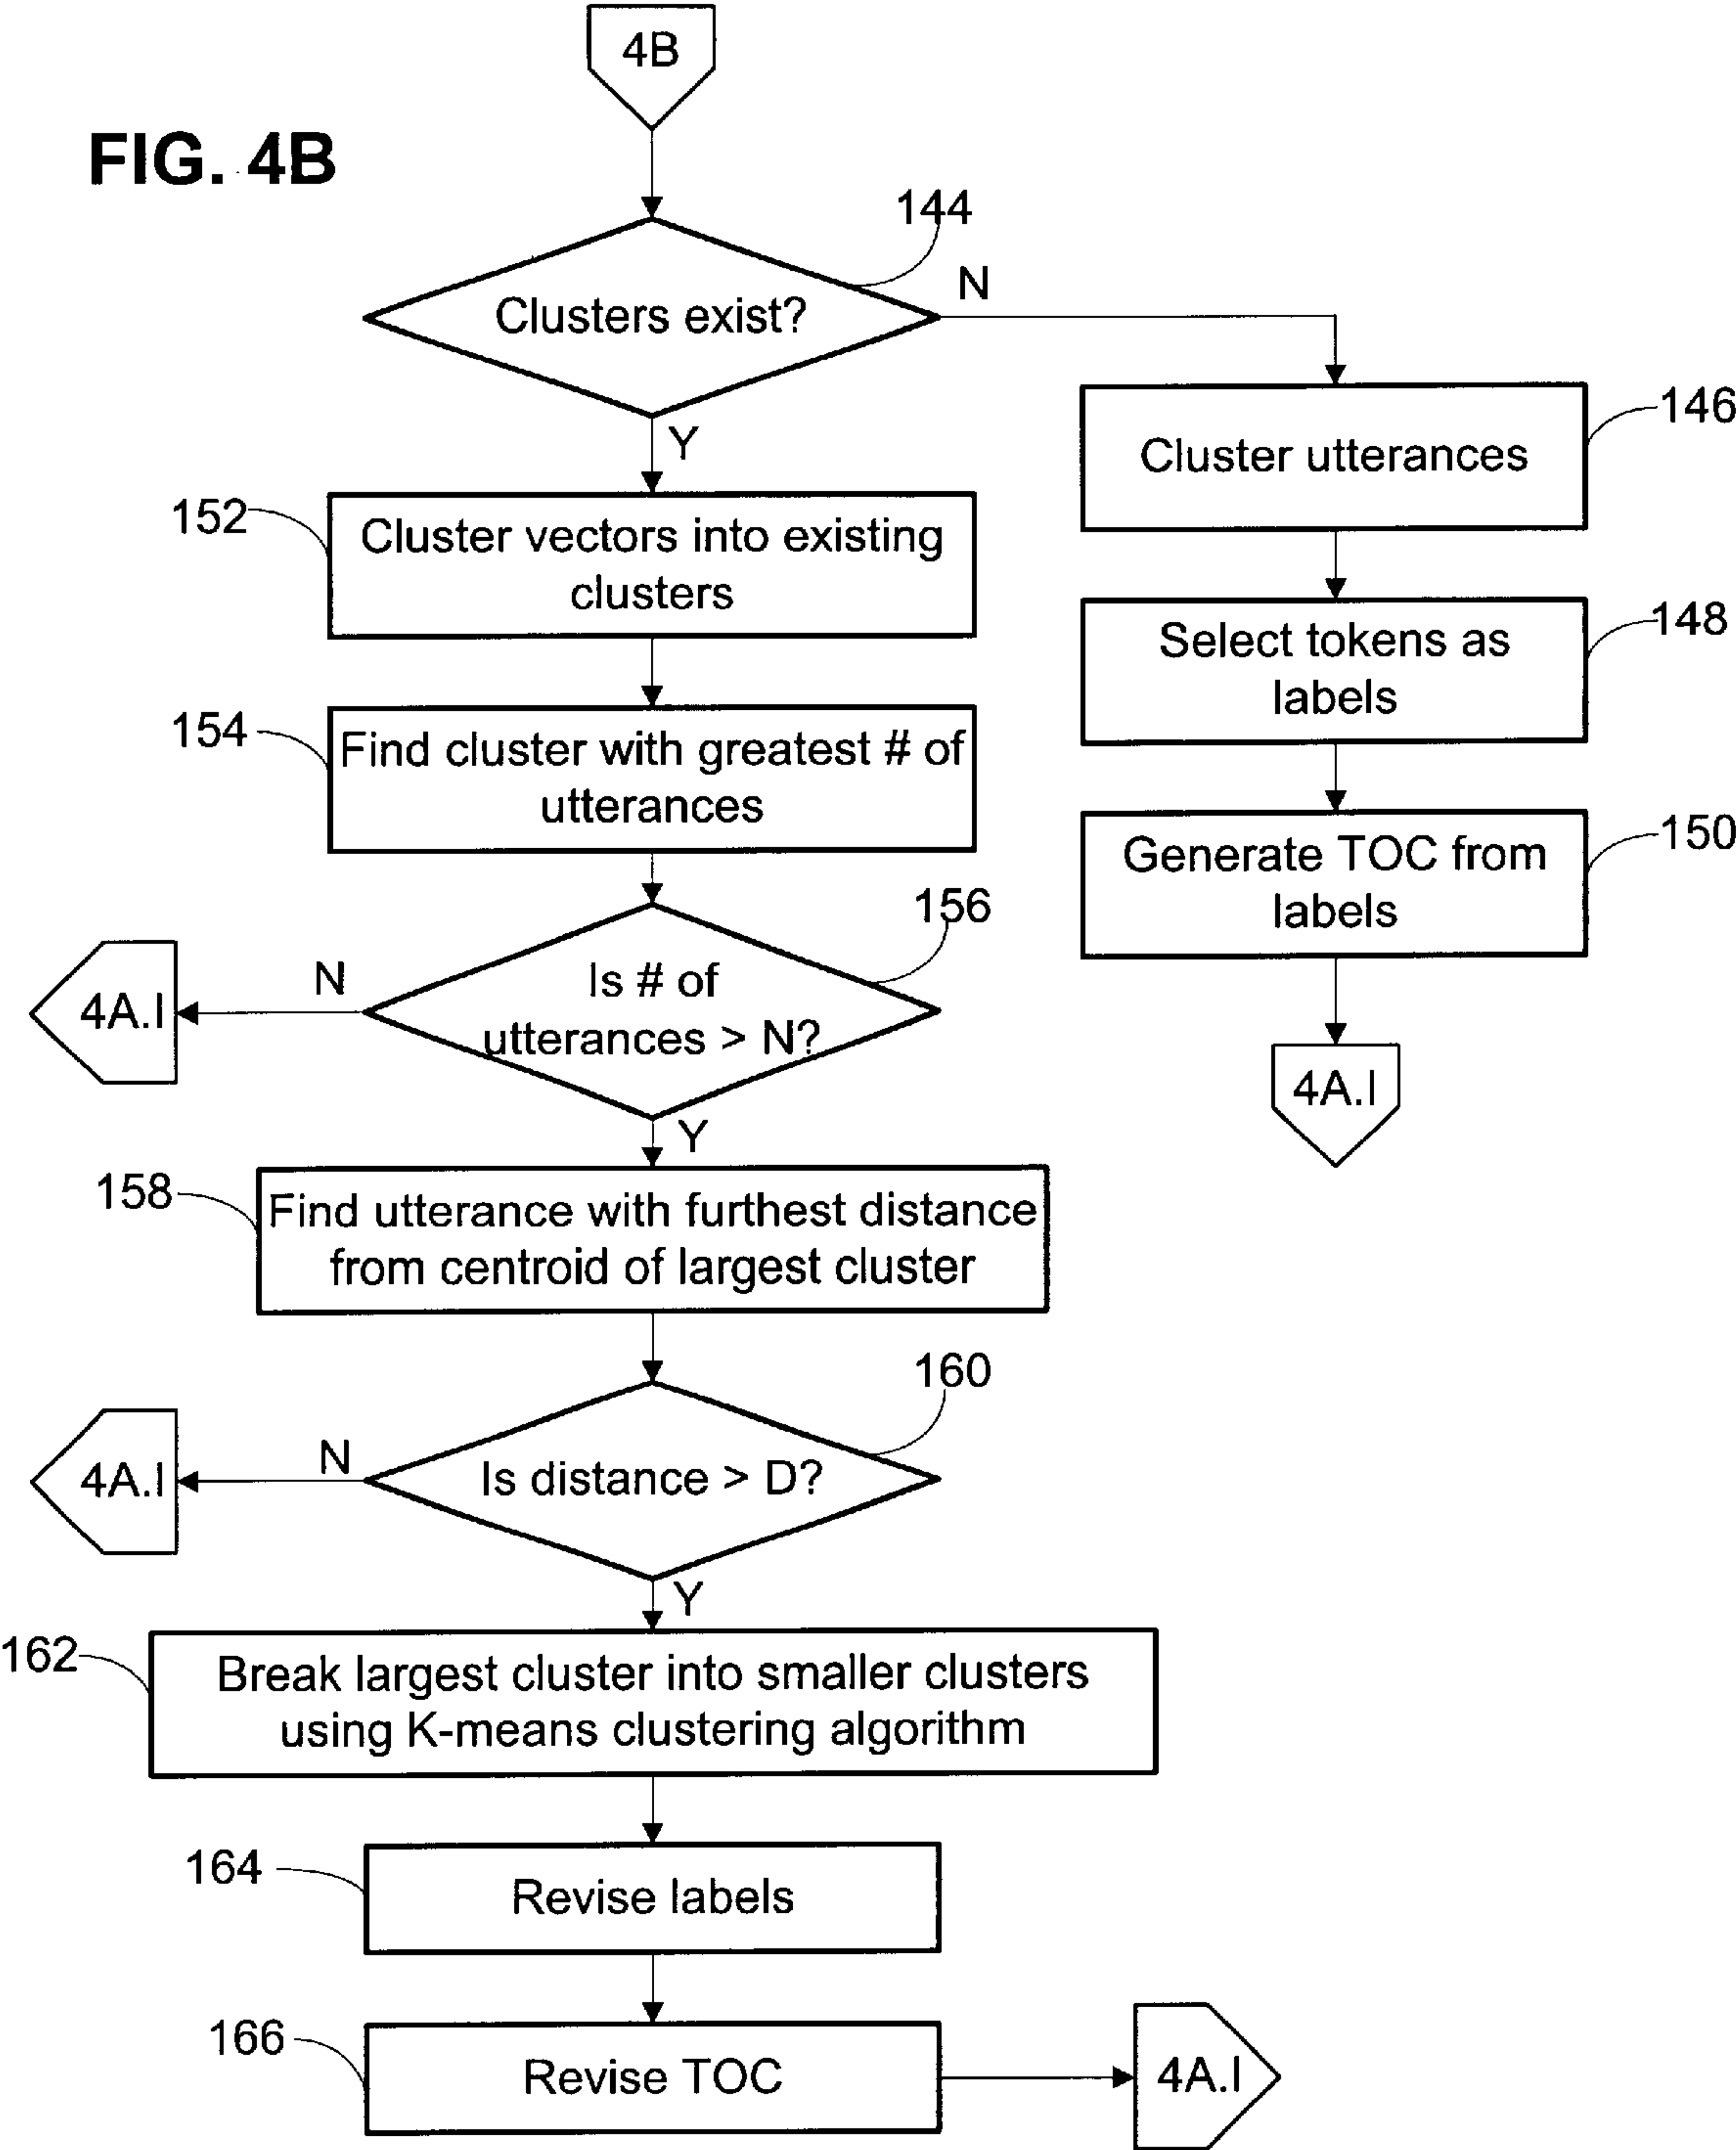 4B
FIG. 4B
144
Clusters exist?
N
Y
146
Cluster utterances
152
Cluster vectors into existing
clusters
148
Select tokens as
labels
154
Find cluster with greatest # of
utterances
150
Generate TOC from
labels
156
Is # of
utterances > N?
N
4A.I
Y
4A.I
158
Find utterance with furthest distance
from centroid of largest cluster
160
Is distance > D?
N
4A.I
Y
162
Break largest cluster into smaller clusters
using K-means clustering algorithm
164
Revise labels
166
Revise TOC
4A.I